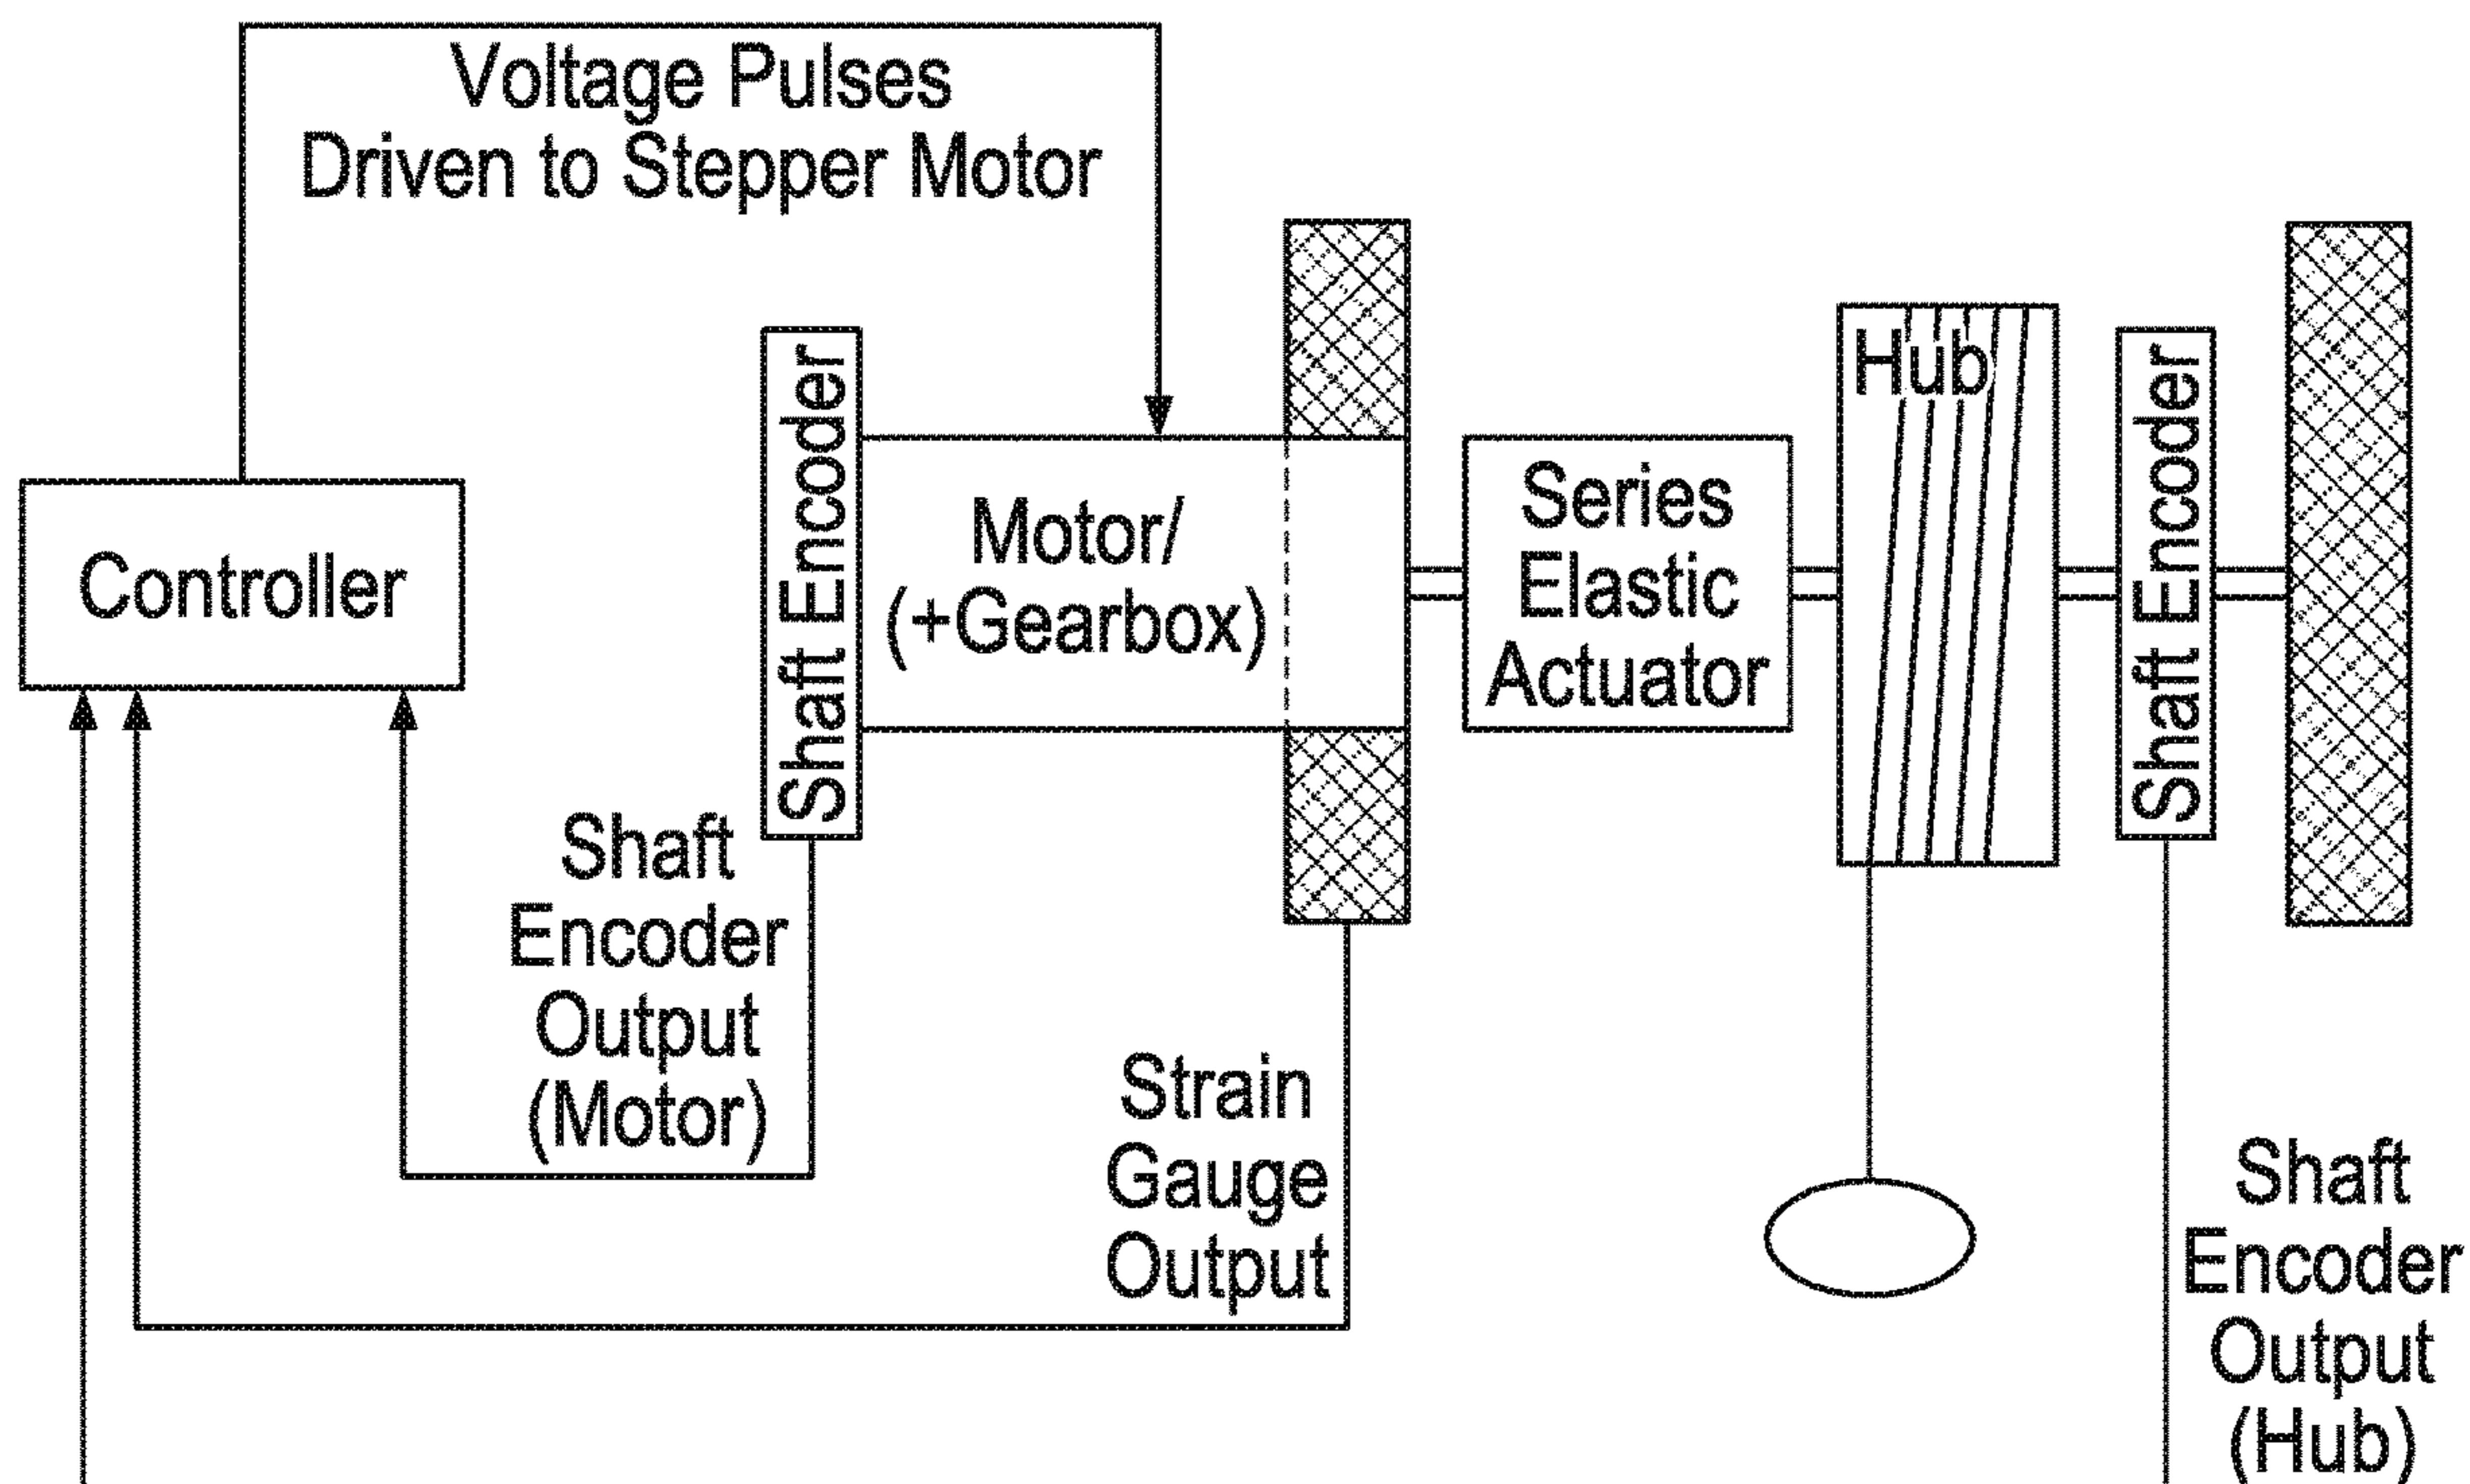 Voltage Pulses
Driven to Stepper Motor
Controller
Shaft Encoder
Motor/
(+Gearbox)
Series
Elastic
Actuator
Hub
Shaft Encoder
Shaft
Encoder
Output
(Motor)
Strain
Gauge
Output
Shaft
Encoder
Output
(Hub)